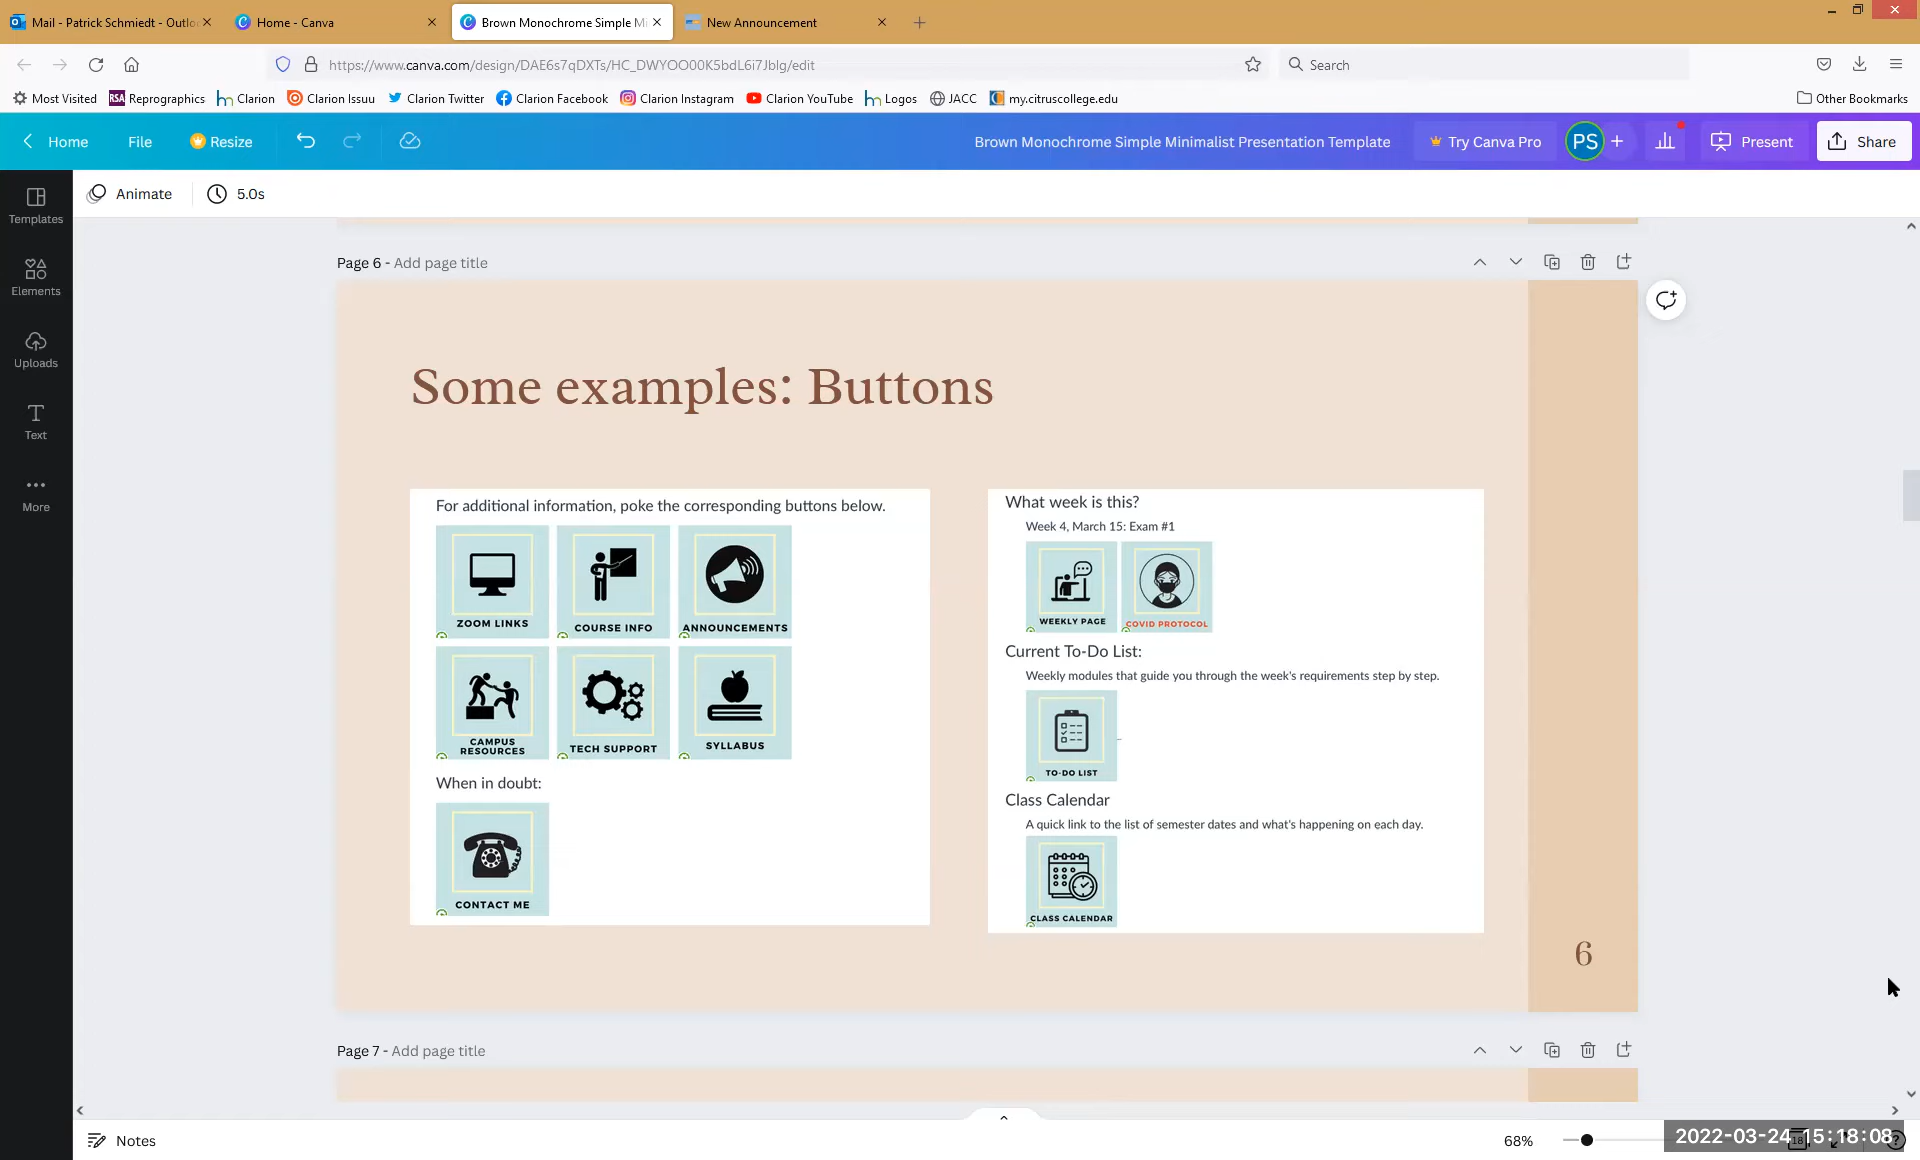 Mail - Patrick Schmiedt - Outlo
Home - Canva
Brown Monochrome Simple Mi
New Announcement
https://www.canva.com/design/DAE6s7qDXTs/HC_DWYOO00K5bdL6i7Jblg/edit
Search
Most Visited
RSA Reprographics
hm Clarion
Clarion Issuu
Clarion Twitter
Clarion Facebook
Clarion Instagram
Clarion YouTube
hm Logos
JACC
my.citruscollege.edu
Other Bookmarks
Home
File
Resize
Brown Monochrome Simple Minimalist Presentation Template
Try Canva Pro
PS
Present
Share
Templates
Elements
Uploads
Text
More
Animate
5.0s
Page 6 - Add page title
Some examples: Buttons
For additional information, poke the corresponding buttons below.
ZOOM LINKS
COURSE INFO
ANNOUNCEMENTS
CAMPUS
RESOURCES
TECH SUPPORT
SYLLABUS
When in doubt:
CONTACT ME
What week is this?
Week 4, March 15: Exam #1
WEEKLY PAGE
COVID PROTOCOL
Current To-Do List:
Weekly modules that guide you through the week's requirements step by step.
TO-DO LIST
Class Calendar
A quick link to the list of semester dates and what's happening on each day.
CLASS CALENDAR
6
Page 7 - Add page title
Notes
68%
18
2022-03-24 15:18:08